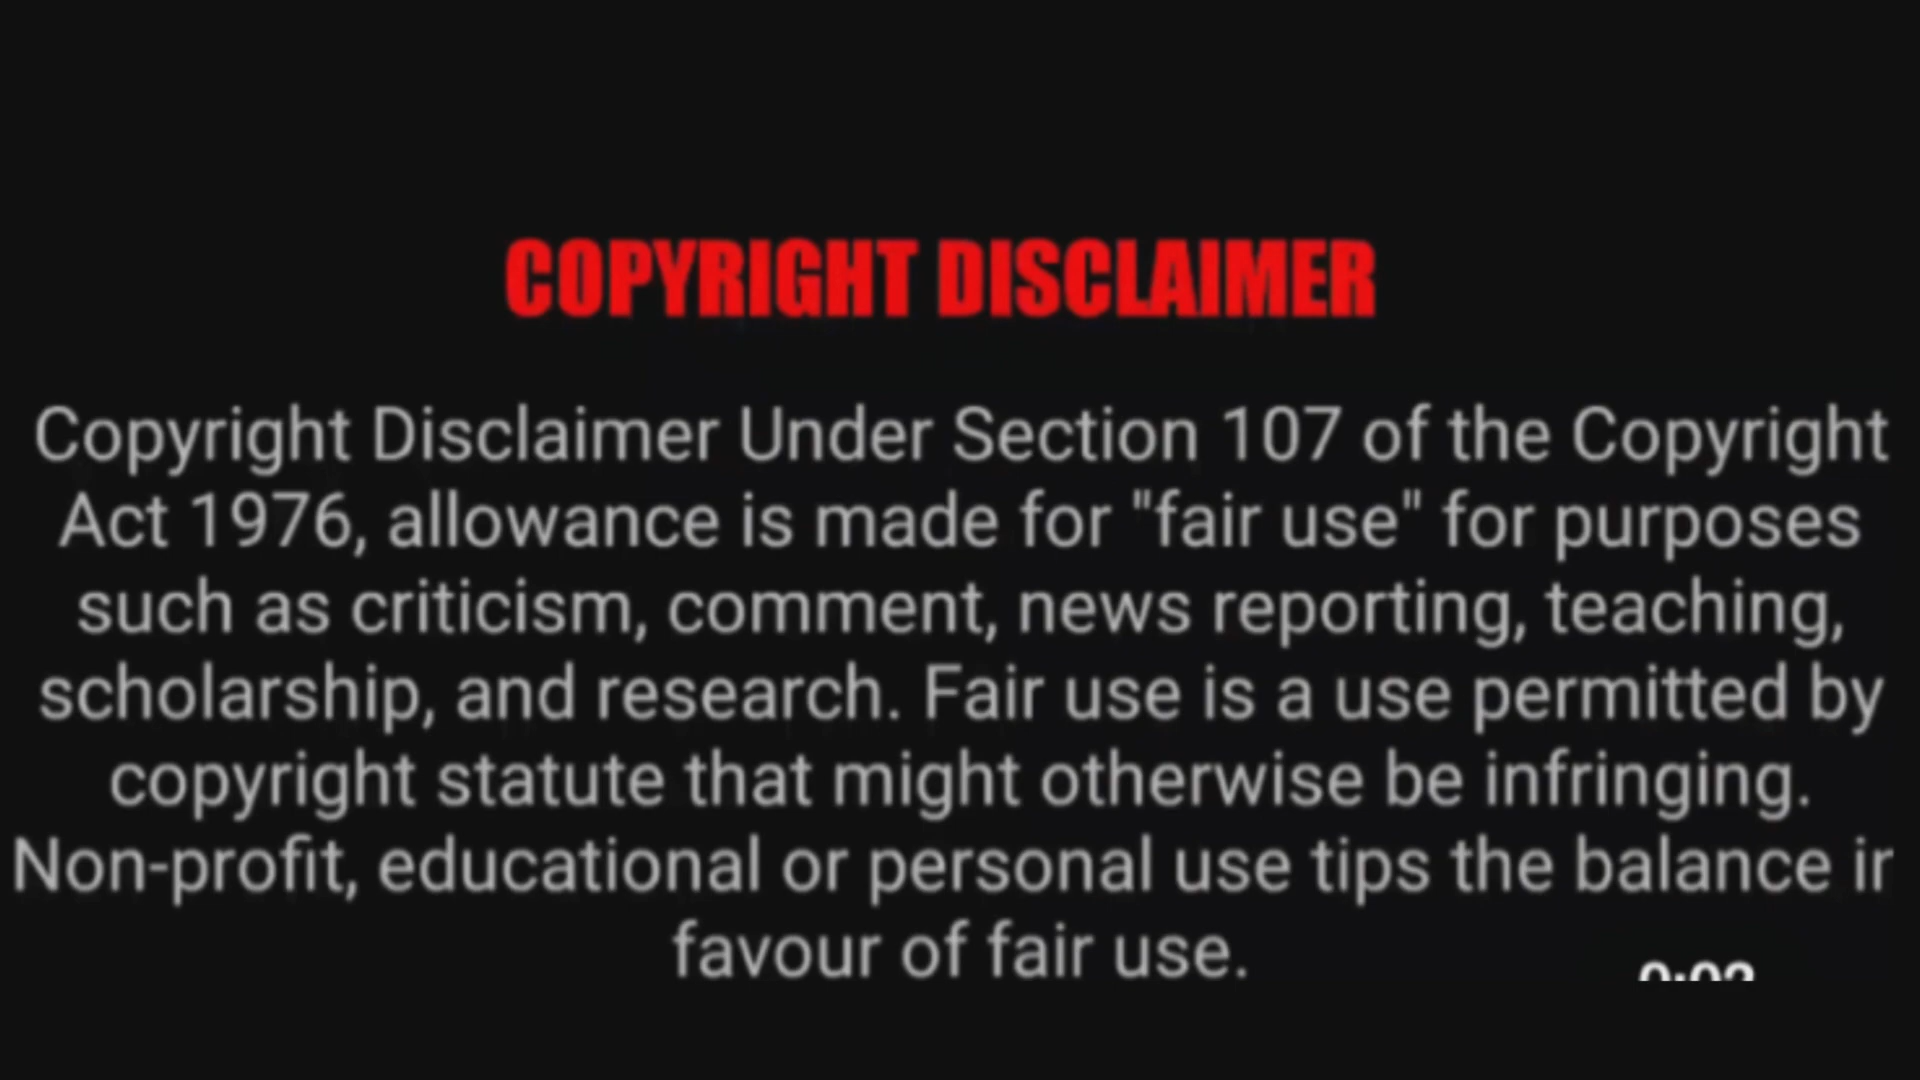 COPYRIGHT DISCLAIMER
Copyright Disclaimer Under Section 107 of the Copyright
Act 1976, allowance is made for "fair use" for purposes
such as criticism, comment, news reporting, teaching,
scholarship, and research. Fair use is a use permitted by
copyright statute that might otherwise be infringing.
Non-profit, educational or personal use tips the balance
favour of fair use.